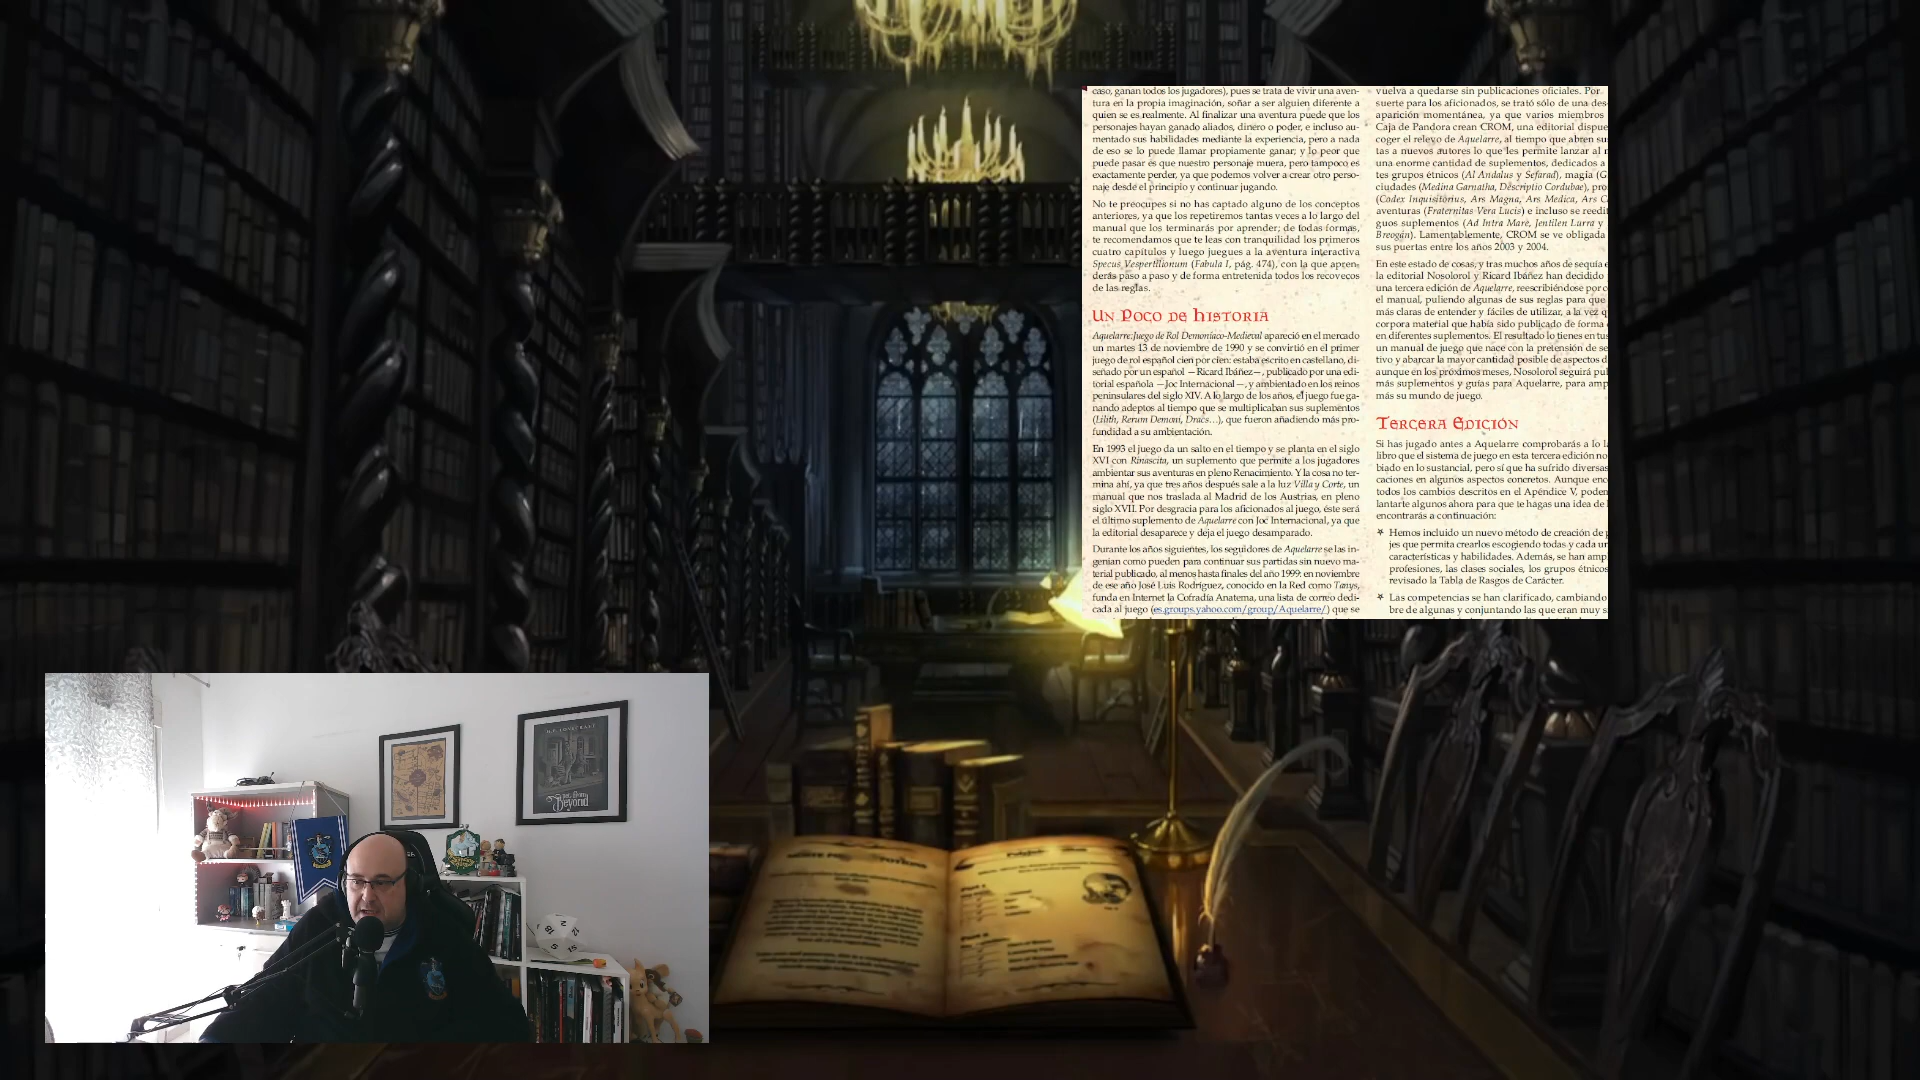 caso, ganan todos los jugadores), pues se trata de vivir una aven-
tura en la propia imaginación, soñar a ser alguien diferente a
quien se es realmente. Al finalizar una aventura puede que los
personajes hayan ganado aliados, dinero o poder, e incluso au-
mentado sus habilidades mediante la experiencia, pero a nada
de eso se lo puede llamar propiamente ganar; y lo peor que
puede pasar es que nuestro personaje muera, pero tampoco es
exactamente perder, ya que podemos volver a crear otro perso-
naje desde el principio y continuar jugando.
No te preocupes si no has captado alguno de los conceptos
anteriores, ya que los repetiremos tantas veces a lo largo del
manual que los terminarás por aprender; de todas formas,
te recomendamos que te leas con tranquilidad los primeros
cuatro capítulos y luego juegues a la aventura interactiva
Specus Vespertilionum (Fabula I, pág. 474), con la que apren-
derás paso a paso y de forma entretenida todos los recovecos
de las reglas.
Un Poco de Historia
Aquelarre: Juego de Rol Demoníaco-Medieval apareció en el mercado
un martes 13 de noviembre de 1990 y se convirtió en el primer
juego de rol español cien por cien: estaba escrito en castellano, di-
señado por un español —Ricard Ibáñez—, publicado por una edi-
torial española —Joc Internacional—, y ambientado en los reinos
peninsulares del siglo XIV. A lo largo de los años, el juego fue ga-
nando adeptos al tiempo que se multiplicaban sus suplementos
(Lilith, Rerum Demoni, Dracs…), que fueron añadiendo más pro-
fundidad a su ambientación.
En 1993 el juego da un salto en el tiempo y se planta en el siglo
XVI con Rinascita, un suplemento que permite a los jugadores
ambientar sus aventuras en pleno Renacimiento. Y la cosa no ter-
mina ahí, ya que tres años después sale a la luz Villa y Corte, un
manual que nos traslada al Madrid de los Austrias, en pleno
siglo XVII. Por desgracia para los aficionados al juego, éste será
el último suplemento de Aquelarre con Joc Internacional, ya que
la editorial desaparece y deja el juego desamparado.
Durante los años siguientes, los seguidores de Aquelarre se las in-
genian como pueden para continuar sus partidas sin nuevo ma-
terial publicado, al menos hasta finales del año 1999: en noviembre
de ese año José Luis Rodríguez, conocido en la Red como Tanys,
funda en Internet la Cofradía Anatema, una lista de correo dedi-
cada al juego (es.groups.yahoo.com/group/Aquelarre/) que se
vuelva a quedarse sin publicaciones oficiales. Por
suerte para los aficionados, se trató sólo de una des-
aparición momentánea, ya que varios miembros
Caja de Pandora crean CROM, una editorial dispue
coger el relevo de Aquelarre, al tiempo que abren sus
tas a nuevos autores lo que les permite lanzar al
una enorme cantidad de suplementos, dedicados a
tes grupos étnicos (Al Andalus y Sefarad), magia (G
ciudades (Medina Garnatha, Descriptio Cordubae), pro
(Codex Inquisitorius, Ars Magna, Ars Medica, Ars C
aventuras (Fraternitas Vera Lucis) e incluso se reedit
guos suplementos (Ad Intra Mare, Jentilen Lurra y
Breogán). Lamentablemente, CROM se ve obligada
sus puertas entre los años 2003 y 2004.
En este estado de cosas, y tras muchos años de sequía e
la editorial Nosolorol y Ricard Ibáñez han decidido
una tercera edición de Aquelarre, reescribiéndose por c
el manual, puliendo algunas de sus reglas para que
más claras de entender y fáciles de utilizar, a la vez q
corpora material que había sido publicado de forma
en diferentes suplementos. El resultado lo tienes en tus
un manual de juego que nace con la pretensión de se
tivo y abarcar la mayor cantidad posible de aspectos d
aunque en los próximos meses, Nosolorol seguirá pul
más suplementos y guías para Aquelarre, para amp
más su mundo de juego.
Tercera Edición
Si has jugado antes a Aquelarre comprobarás a lo la
libro que el sistema de juego en esta tercera edición no
biado en lo sustancial, pero sí que ha sufrido diversas
caciones en algunos aspectos concretos. Aunque enc
todos los cambios descritos en el Apéndice V, podem
lantarte algunos ahora para que te hagas una idea de l
encontrarás a continuación:
Hemos incluido un nuevo método de creación de p
jes que permita crearlos escogiendo todas y cada un
características y habilidades. Además, se han amp
profesiones, las clases sociales, los grupos étnicos
revisado la Tabla de Rasgos de Carácter.
Las competencias se han clarificado, cambiando
bre de algunas y conjuntando las que eran muy s
from Beyond